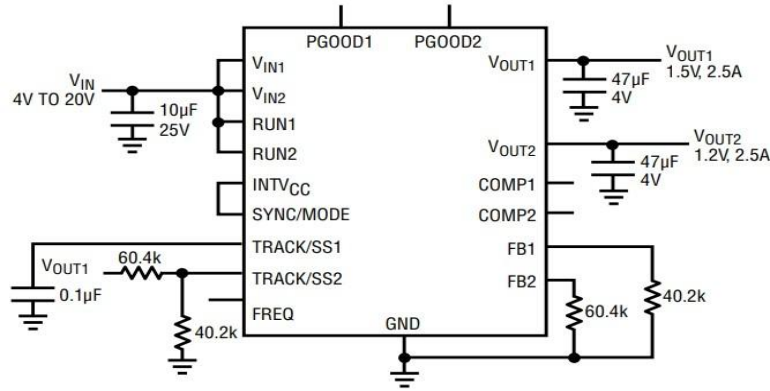 PGOOD1 PGOOD2
VIN
4V TO 20V
10µF
25V
VIN1
VIN2
RUN1
RUN2
INTVCC
SYNC/MODE
TRACK/SS1
TRACK/SS2
FREQ
VOUT1
60.4k
0.1µF
40.2k
GND
VOUT1
VOUT2
COMP1
COMP2
FB1
FB2
47µF
4V
VOUT1
1.5V, 2.5A
47µF
4V
VOUT2
1.2V, 2.5A
60.4k
40.2k